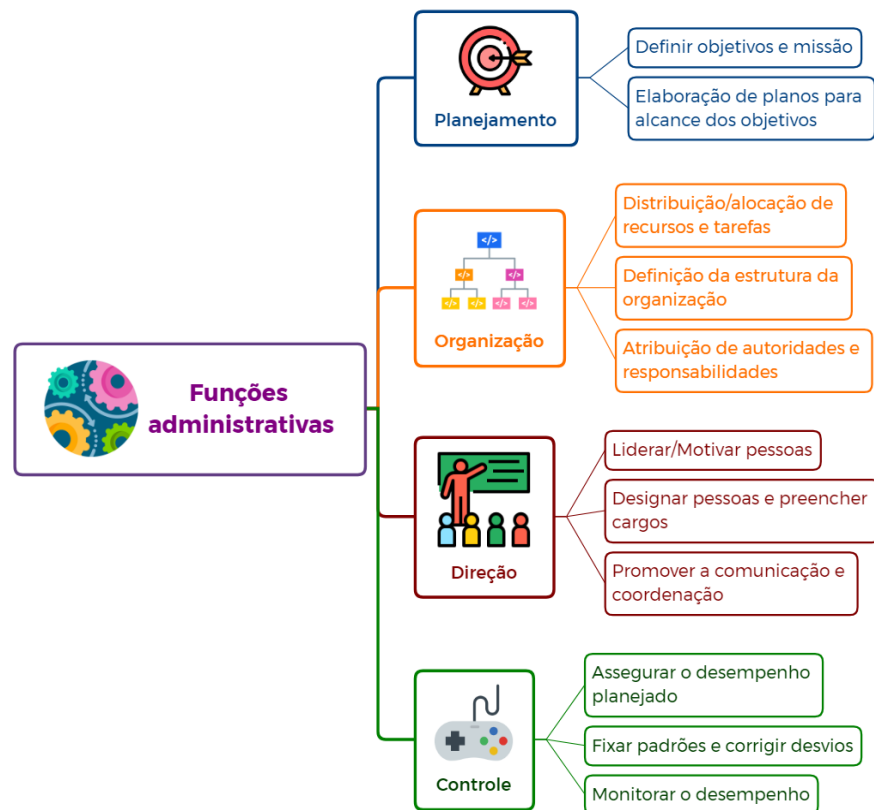 Funções
administrativas
Planejamento
Definir objetivos e missão
Elaboração de planos para
alcance dos objetivos
Organização
Distribuição/alocação de
recursos e tarefas
Definição da estrutura da
organização
Atribuição de autoridades e
responsabilidades
Direção
Liderar/Motivar pessoas
Designar pessoas e preencher
cargos
Promover a comunicação e
coordenação
Controle
Assegurar o desempenho
planejado
Fixar padrões e corrigir desvios
Monitorar o desempenho